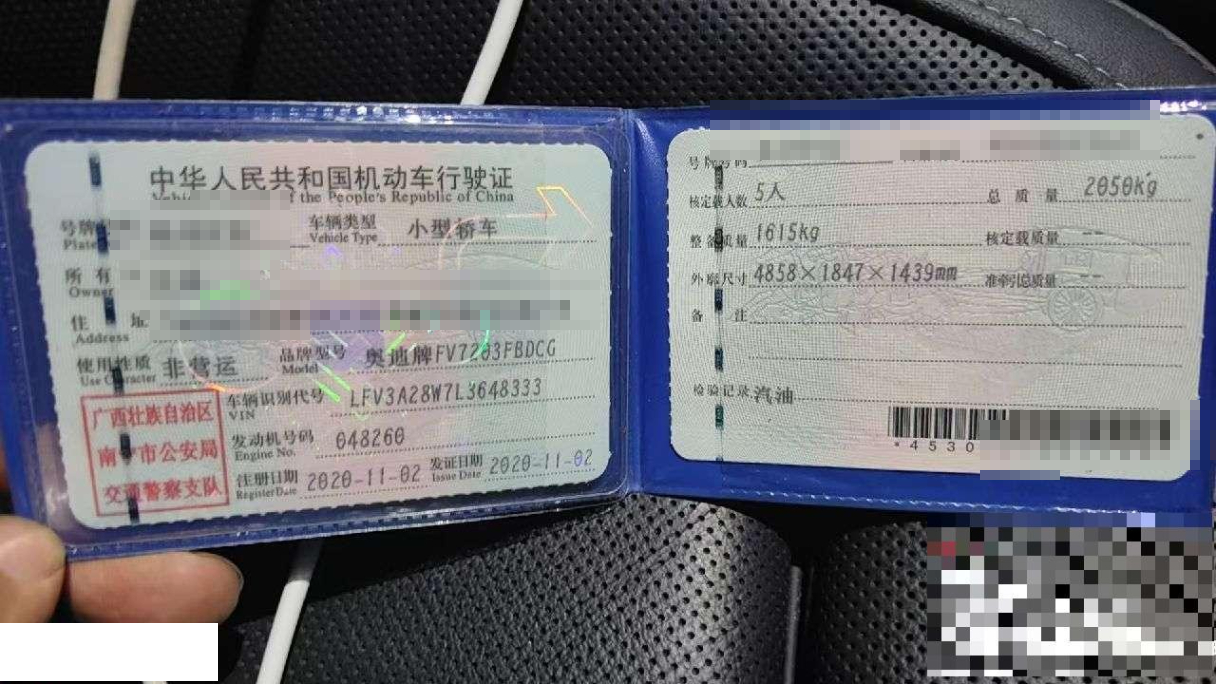 中华人民共和国机动车行驶证
of the People's Republic of China
号牌
Plate
车辆类型 小型轿车
Vehicle Type
所有
Owner
住 址
Address
使用性质 非营运
Use Character
品牌型号 奥迪牌FV7203FBDCG
Model
车辆识别代号 LFV3A28W7L3648333
VIN
发动机号码 048260
Engine No.
注册日期 2020-11-02
Register Date
发证日期 2020-11-02
Issue Date
广西壮族自治区
南宁市公安局
交通警察支队
号牌号码
核定载人数 5人
总 质 量 2050kg
整备质量 1615kg
核定载质量 --
外廓尺寸 4858×1847×1439mm
准牵引总质量 --
备 注
检验记录 汽油
*4530